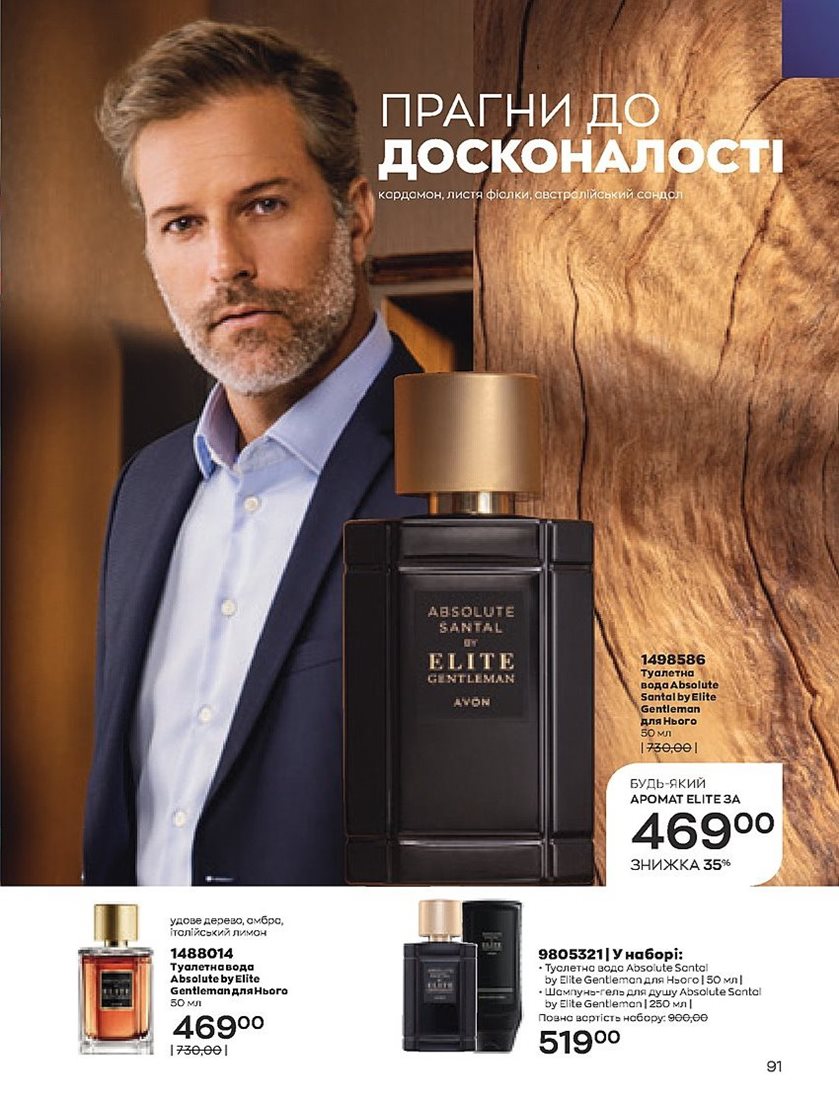 ПРАГНИ ДО
ДОСКОНАЛОСТІ
кардамон, листя фіалки, австралійський сандал
ABSOLUTE
SANTAL
BY
ELITE
GENTLEMAN
AVON
1498586
Туалетна
вода Absolute
Santal by Elite
Gentleman
для Нього
50 мл
| 730,00 |
БУДЬ-ЯКИЙ
АРОМАТ ELITE ЗА
469⁰⁰
ЗНИЖКА 35%
удове дерево, амбра,
італійський лимон
1488014
Туалетна вода
Absolute by Elite
Gentleman для Нього
50 мл
469⁰⁰
| 730,00 |
ELITE
9805321 | У наборі:
• Туалетна вода Absolute Santal
by Elite Gentleman для Нього | 50 мл |
• Шампунь-гель для душу Absolute Santal
by Elite Gentleman | 250 мл |
Повна вартість набору: 900,00
519⁰⁰
91